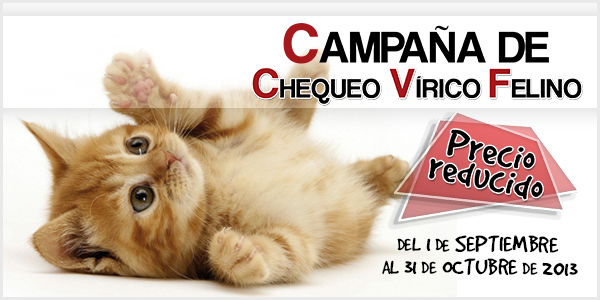 CAMPAÑA DE
CHEQUEO VÍRICO FELINO
Precio
reducido
DEL 1 DE SEPTIEMBRE
AL 31 DE OCTUBRE DE 2013